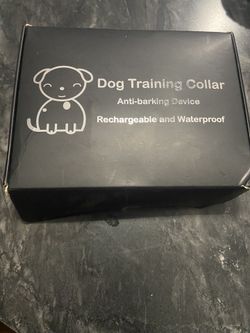 Dog Training Collar
Anti-barking Device
Rechargeable and Waterproof